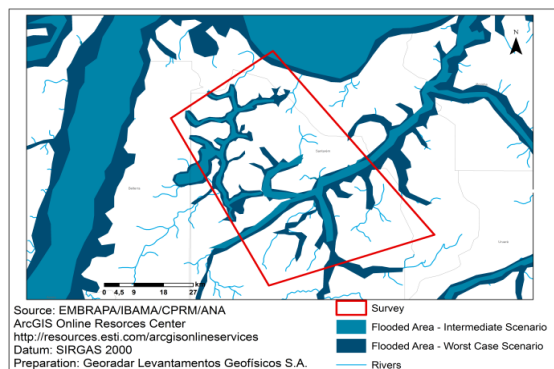 N
0 4,5 9 18 27
Survey
Flooded Area - Intermediate Scenario
Flooded Area - Worst Case Scenario
Rivers
Source: EMBRAPA/IBAMA/CPRM/ANA
ArcGIS Online Resorces Center
http://resources.esti.com/arcgisonlineservices
Datum: SIRGAS 2000
Preparation: Georadar Levantamentos Geofísicos S.A.